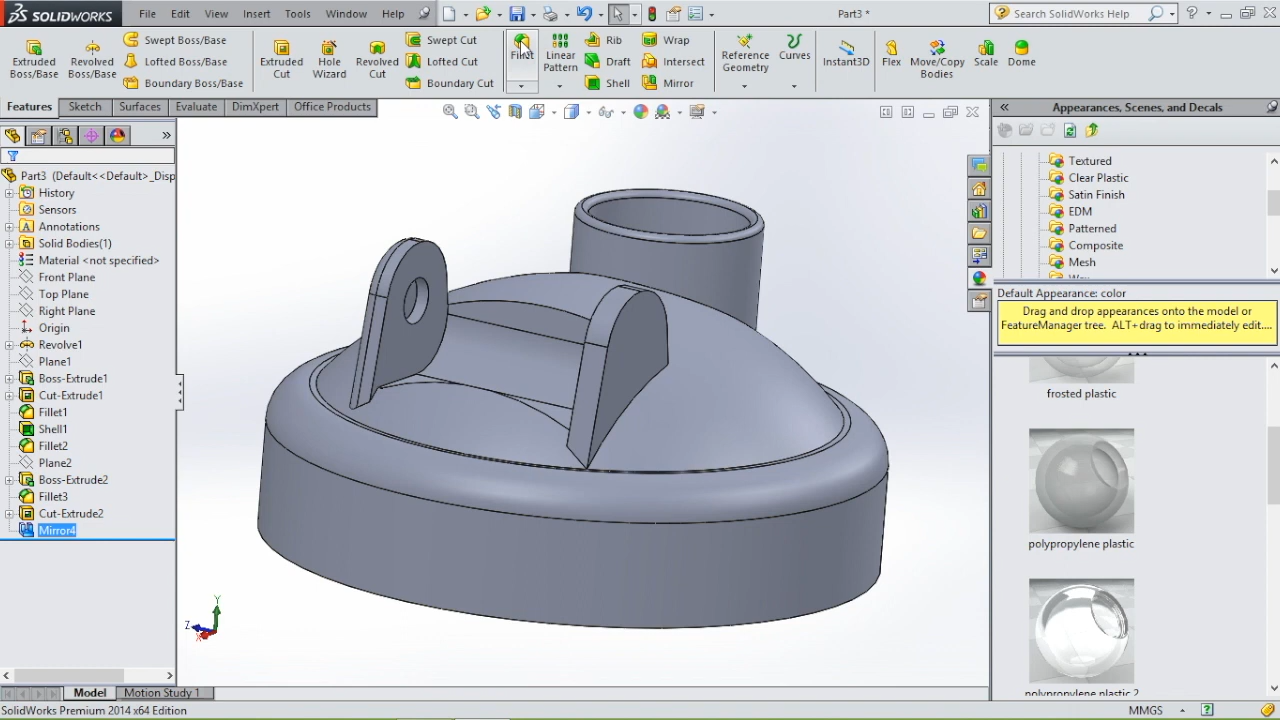 SOLIDWORKS File Edit View Insert Tools Window Help Part3 * Search SolidWorks Help
Extruded Boss/Base
Revolved Boss/Base
Swept Boss/Base
Lofted Boss/Base
Boundary Boss/Base
Extruded Cut
Hole Wizard
Revolved Cut
Swept Cut
Lofted Cut
Boundary Cut
Fillet
Linear Pattern
Rib
Draft
Shell
Wrap
Intersect
Mirror
Reference Geometry
Curves
Instant3D
Flex
Move/Copy Bodies
Scale
Dome
Features Sketch Surfaces Evaluate DimXpert Office Products
Part3 (Default<<Default>_Disp
History
Sensors
Annotations
Solid Bodies(1)
Material <not specified>
Front Plane
Top Plane
Right Plane
Origin
Revolve1
Plane1
Boss-Extrude1
Cut-Extrude1
Fillet1
Shell1
Fillet2
Plane2
Boss-Extrude2
Fillet3
Cut-Extrude2
Mirror4
Y
Z
X
Appearances, Scenes, and Decals
Textured
Clear Plastic
Satin Finish
EDM
Patterned
Composite
Mesh
Default Appearance: color
Drag and drop appearances onto the model or
FeatureManager tree. ALT+drag to immediately edit....
frosted plastic
polypropylene plastic
polypropylene plastic 2
Model Motion Study 1
SolidWorks Premium 2014 x64 Edition
MMGS